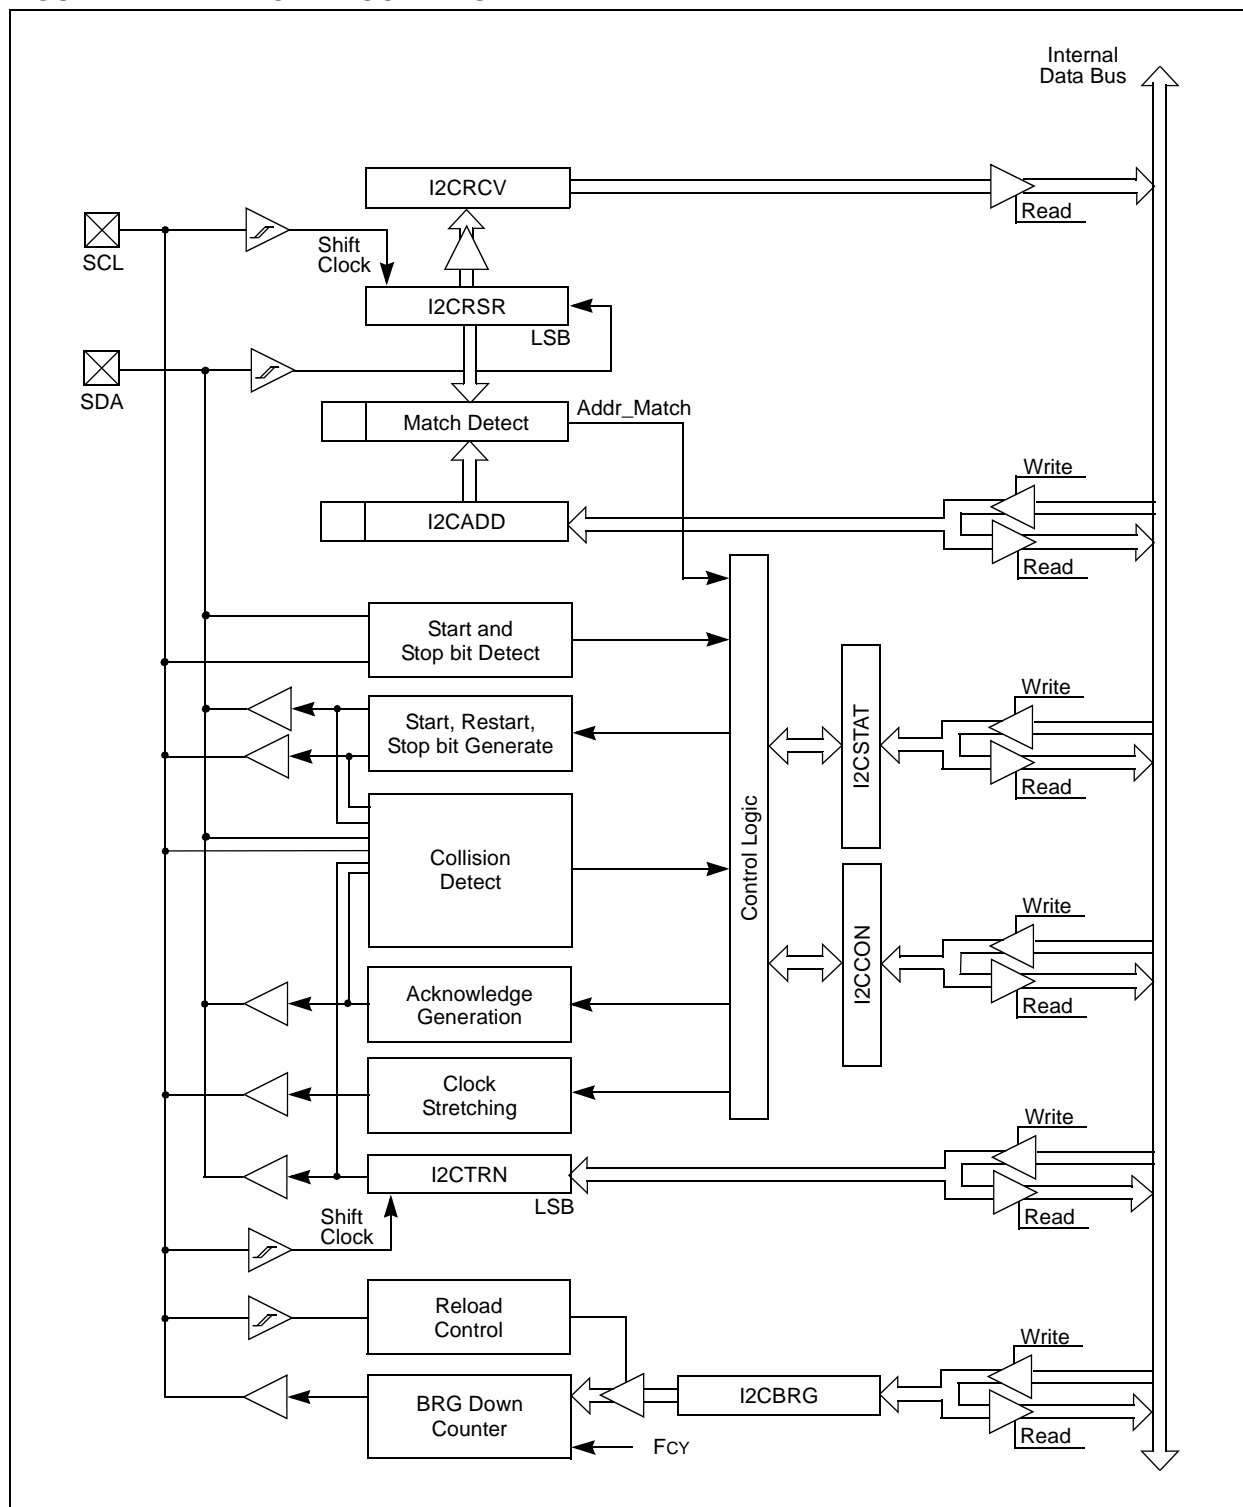 Internal
Data Bus
I2CRCV
Read
SCL
Shift
Clock
I2CRSR
LSB
SDA
Match Detect
Addr_Match
Write
I2CADD
Read
Start and
Stop bit Detect
Write
Start, Restart,
Stop bit Generate
I2CSTAT
Read
Control Logic
Collision
Detect
Write
I2CCON
Acknowledge
Generation
Read
Clock
Stretching
Write
I2CTRN
LSB
Shift
Clock
Read
Reload
Control
Write
I2CBRG
BRG Down
Counter
Read
FCY